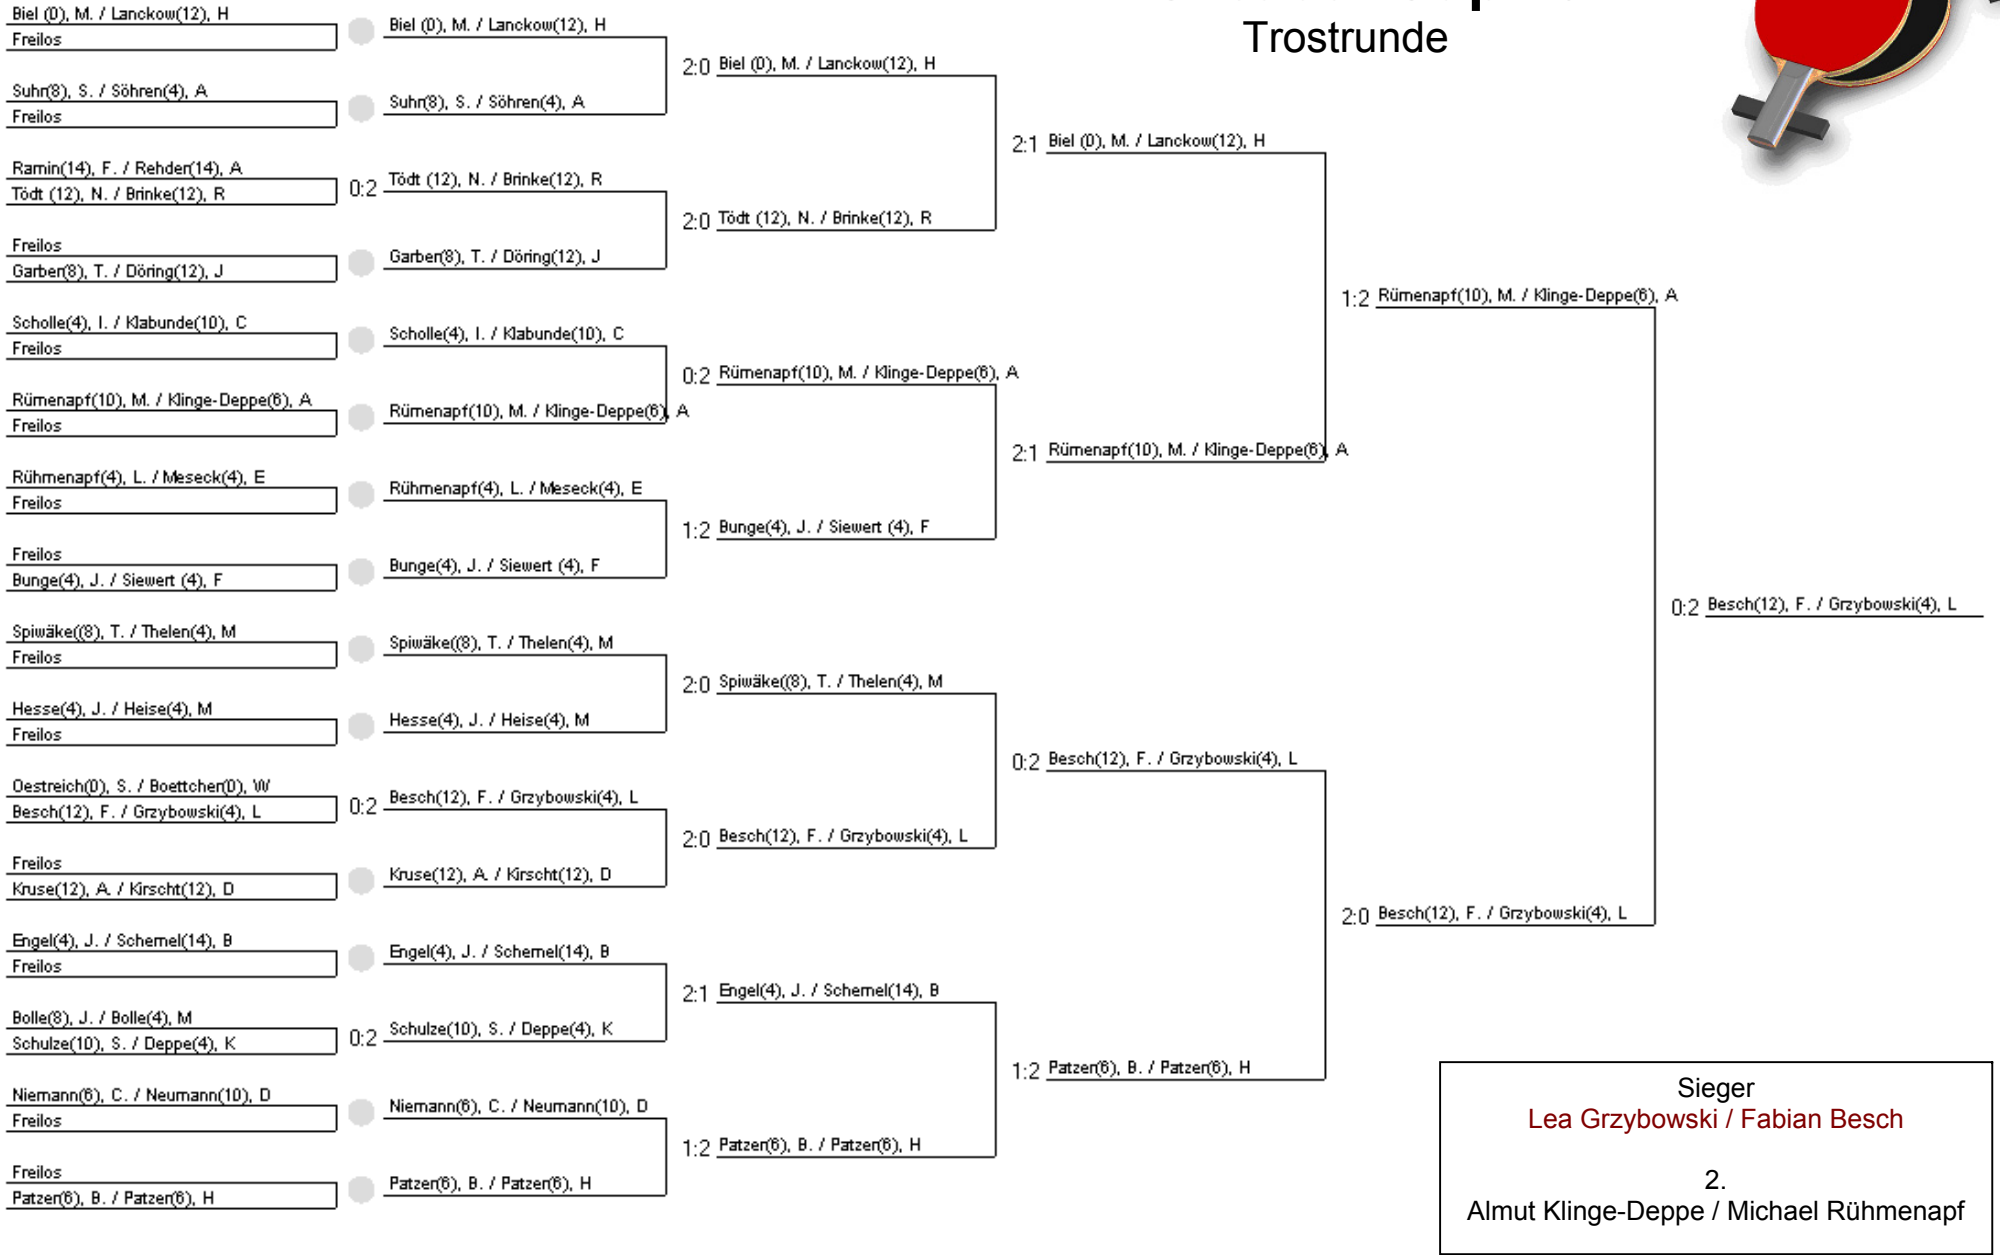 Trostrunde
Biel (0), M. / Lanckow(12), H
Freilos
Suhr(8), S. / Söhren(4), A
Freilos
Ramin(14), F. / Rehder(14), A
Tödt (12), N. / Brinke(12), R
Freilos
Garber(8), T. / Döring(12), J
Scholle(4), I. / Klabunde(10), C
Freilos
Rümenapf(10), M. / Klinge-Deppe(6), A
Freilos
Rühmenapf(4), L. / Meseck(4), E
Freilos
Freilos
Bunge(4), J. / Siewert (4), F
Spiwäke((8), T. / Thelen(4), M
Freilos
Hesse(4), J. / Heise(4), M
Freilos
Oestreich(0), S. / Boettcher(0), W
Besch(12), F. / Grzybowski(4), L
Freilos
Kruse(12), A. / Kirscht(12), D
Engel(4), J. / Schemel(14), B
Freilos
Bolle(8), J. / Bolle(4), M
Schulze(10), S. / Deppe(4), K
Niemann(6), C. / Neumann(10), D
Freilos
Freilos
Patzer(6), B. / Patzer(6), H
Biel (0), M. / Lanckow(12), H
Suhr(8), S. / Söhren(4), A
0:2 Tödt (12), N. / Brinke(12), R
Garber(8), T. / Döring(12), J
Scholle(4), I. / Klabunde(10), C
Rümenapf(10), M. / Klinge-Deppe(6), A
Rühmenapf(4), L. / Meseck(4), E
Bunge(4), J. / Siewert (4), F
Spiwäke((8), T. / Thelen(4), M
Hesse(4), J. / Heise(4), M
0:2 Besch(12), F. / Grzybowski(4), L
Kruse(12), A. / Kirscht(12), D
Engel(4), J. / Schemel(14), B
0:2 Schulze(10), S. / Deppe(4), K
Niemann(6), C. / Neumann(10), D
Patzer(6), B. / Patzer(6), H
2:0 Biel (0), M. / Lanckow(12), H
2:0 Tödt (12), N. / Brinke(12), R
0:2 Rümenapf(10), M. / Klinge-Deppe(6), A
1:2 Bunge(4), J. / Siewert (4), F
2:0 Spiwäke((8), T. / Thelen(4), M
2:0 Besch(12), F. / Grzybowski(4), L
2:1 Engel(4), J. / Schemel(14), B
1:2 Patzer(6), B. / Patzer(6), H
2:1 Biel (0), M. / Lanckow(12), H
2:1 Rümenapf(10), M. / Klinge-Deppe(6), A
0:2 Besch(12), F. / Grzybowski(4), L
1:2 Patzer(6), B. / Patzer(6), H
1:2 Rümenapf(10), M. / Klinge-Deppe(6), A
2:0 Besch(12), F. / Grzybowski(4), L
0:2 Besch(12), F. / Grzybowski(4), L
Sieger
Lea Grzybowski / Fabian Besch
2.
Almut Klinge-Deppe / Michael Rühmenapf